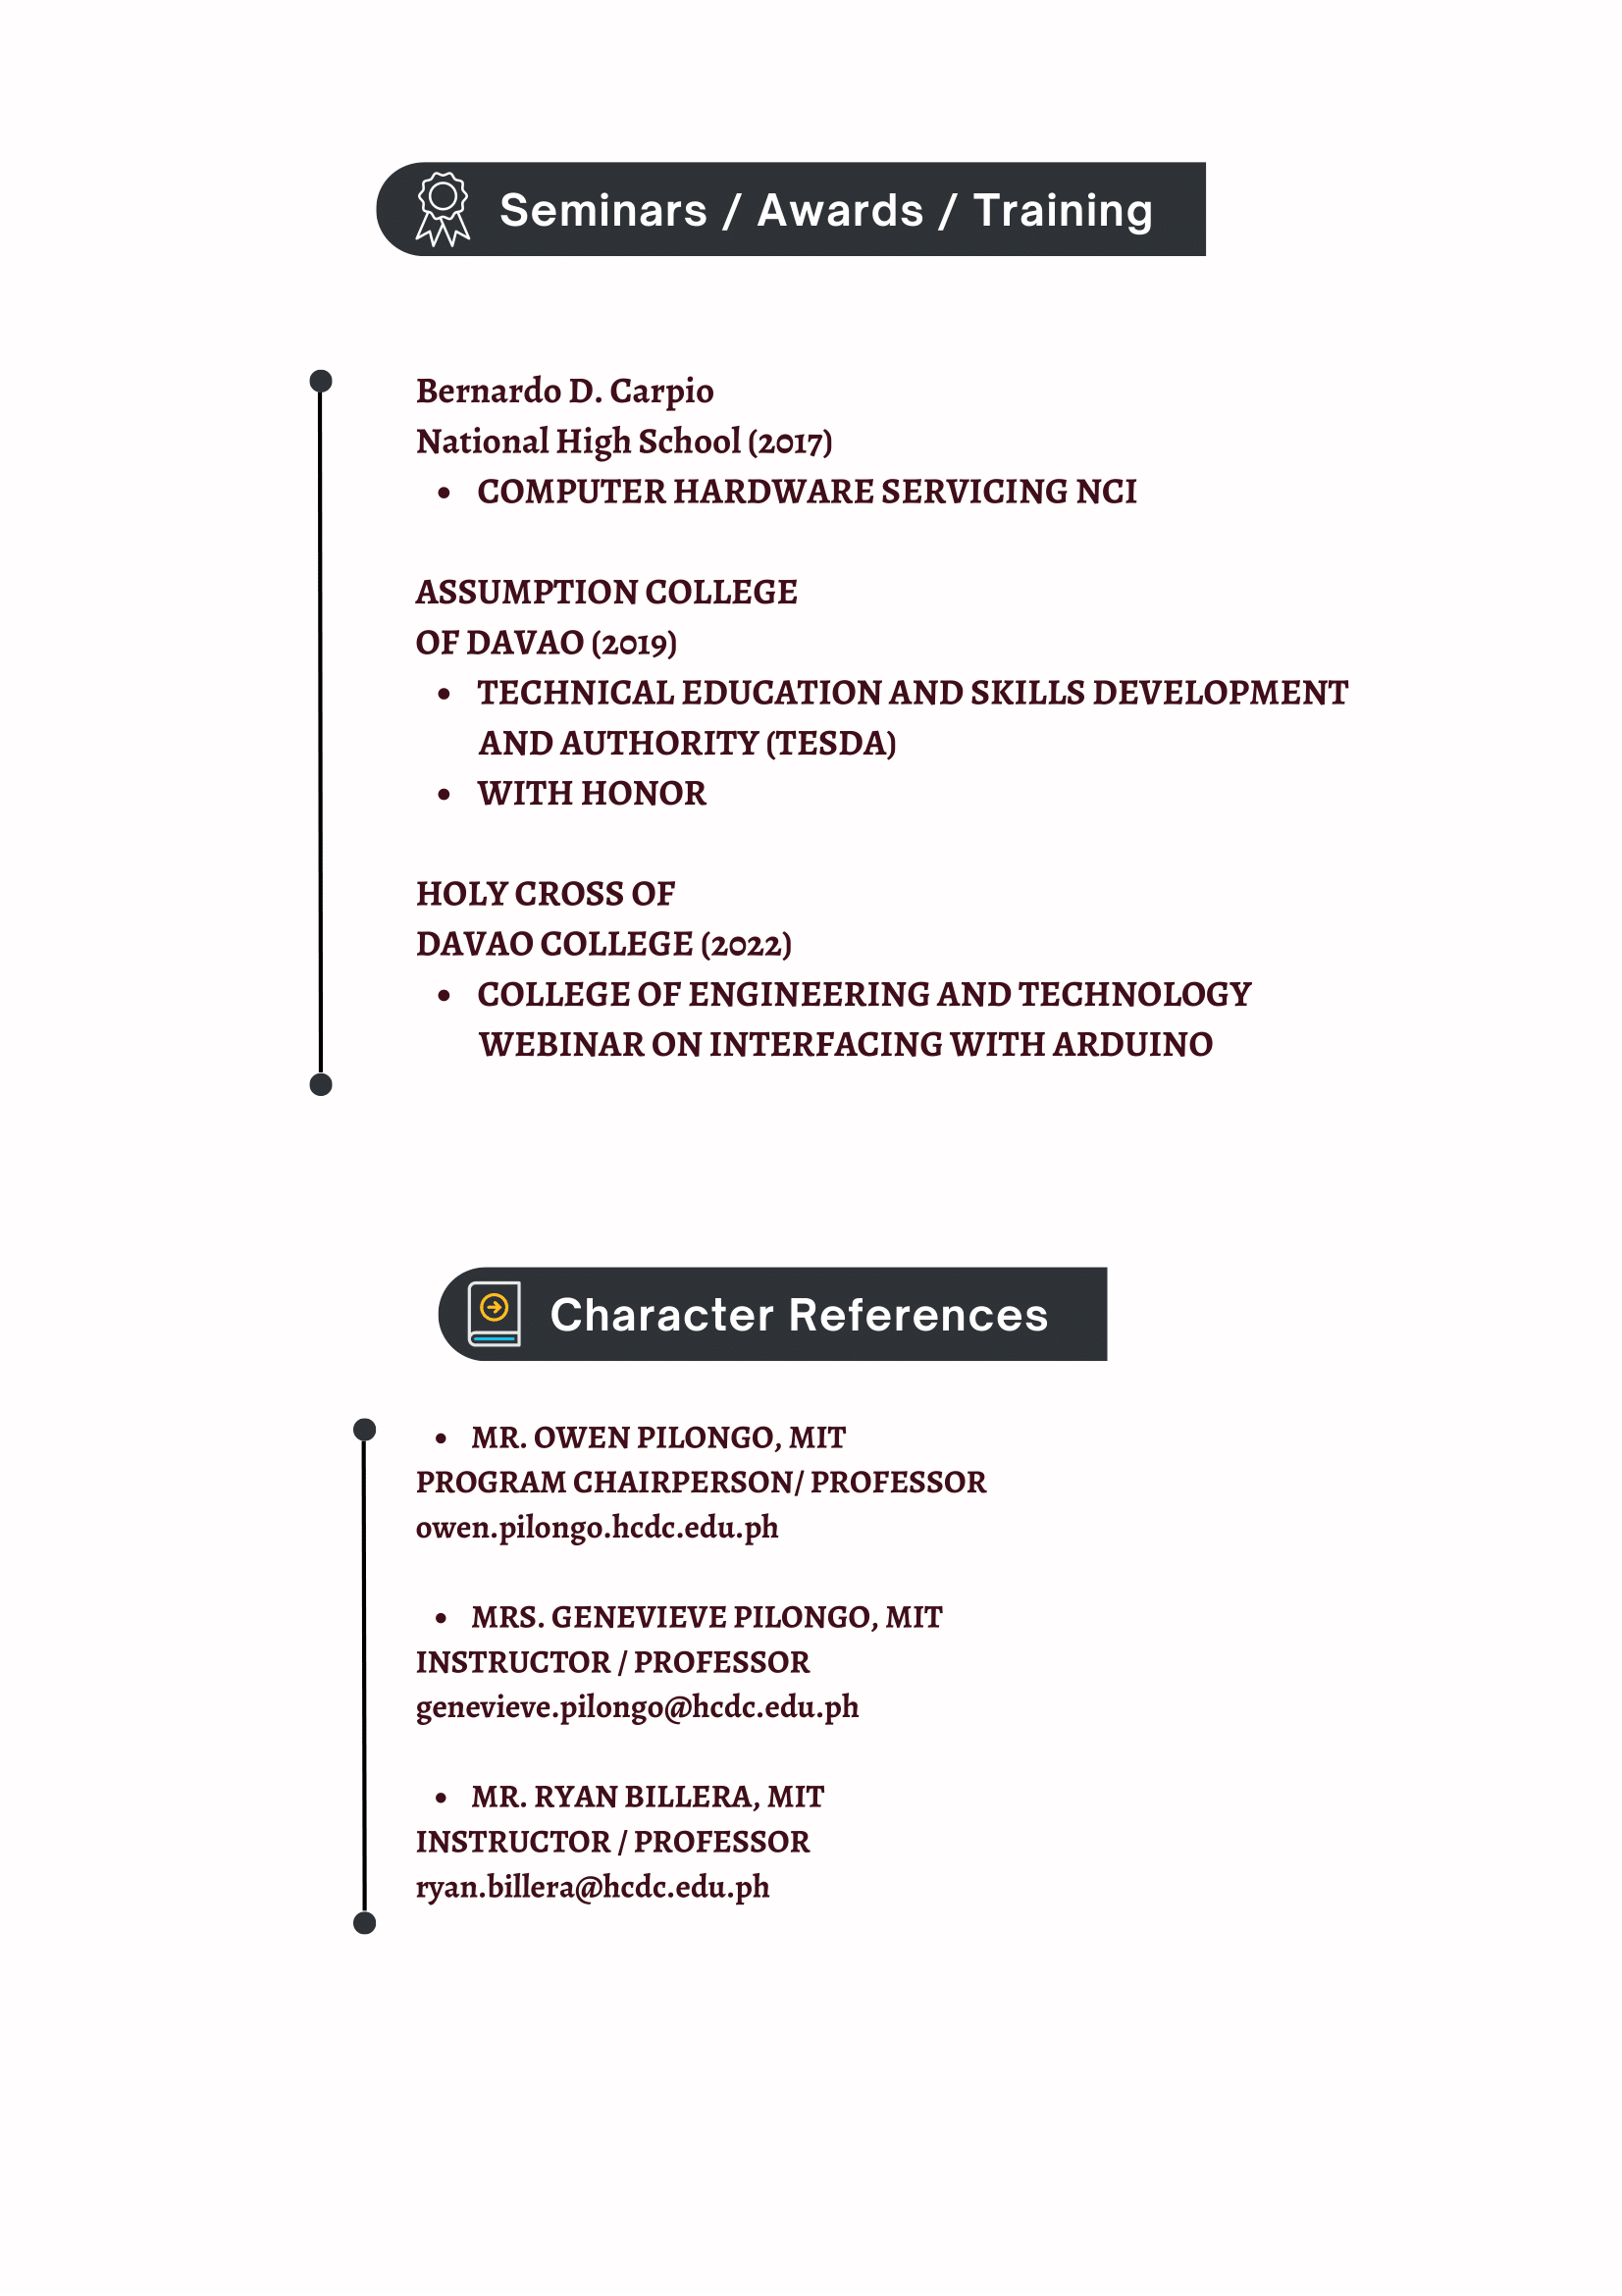 Seminars / Awards / Training
Bernardo D. Carpio
National High School (2017)
• COMPUTER HARDWARE SERVICING NCI
ASSUMPTION COLLEGE
OF DAVAO (2019)
• TECHNICAL EDUCATION AND SKILLS DEVELOPMENT
AND AUTHORITY (TESDA)
• WITH HONOR
HOLY CROSS OF
DAVAO COLLEGE (2022)
• COLLEGE OF ENGINEERING AND TECHNOLOGY
WEBINAR ON INTERFACING WITH ARDUINO
Character References
• MR. OWEN PILONGO, MIT
PROGRAM CHAIRPERSON/ PROFESSOR
owen.pilongo.hcdc.edu.ph
• MRS. GENEVIEVE PILONGO, MIT
INSTRUCTOR / PROFESSOR
genevieve.pilongo@hcdc.edu.ph
• MR. RYAN BILLERA, MIT
INSTRUCTOR / PROFESSOR
ryan.billera@hcdc.edu.ph